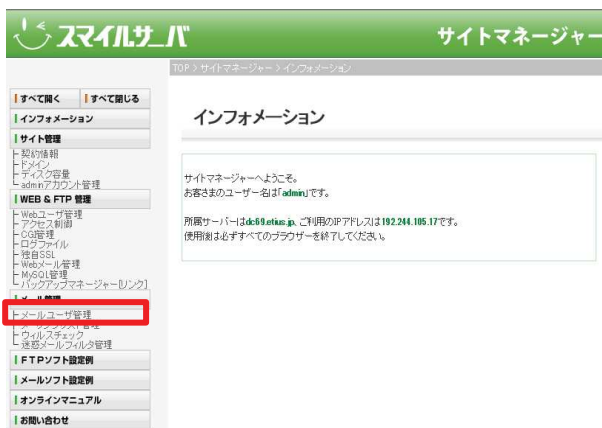 スマイルサーバ
サイトマネージャー
TOP > サイトマネージャー > インフォメーション
すべて開く
すべて閉じる
インフォメーション
サイト管理
契約情報
ドメイン
ディスク容量
adminアカウント管理
WEB & FTP 管理
Webユーザ管理
アクセス制御
CGI管理
ログファイル
独自SSL
Webメール管理
MySQL管理
バックアップマネージャー[リンク]
メール管理
メールユーザ管理
ウィルスチェック
迷惑メールフィルタ管理
FTPソフト設定例
メールソフト設定例
オンラインマニュアル
お問い合わせ
インフォメーション
サイトマネージャーへようこそ。
お客さまのユーザー名は「admin」です。
所属サーバーはdc69.etius.jp、ご利用のIPアドレスは192.244.105.17です。
使用後は必ずすべてのブラウザーを終了してください。